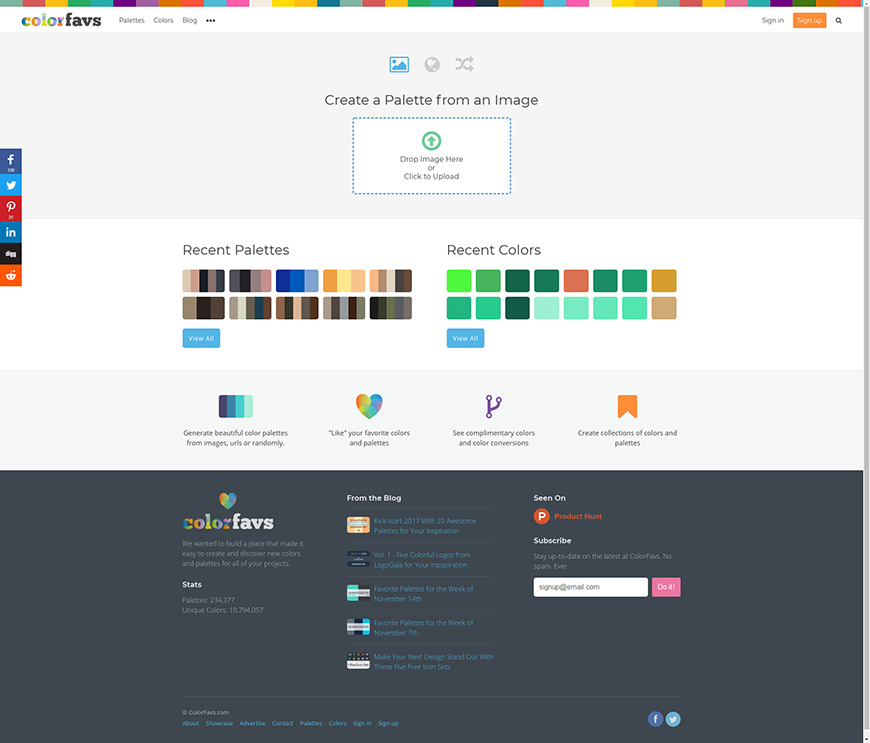 colorfavs
Palettes
Colors
Blog
•••
Sign in
Sign up
Create a Palette from an Image
Drop Image Here
or
Click to Upload
25
digg
Recent Palettes
Recent Colors
View All
View All
Generate beautiful color palettes
from images, urls or randomly.
"Like" your favorite colors
and palettes
See complimentary colors
and color conversions
Create collections of colors and
palettes
colorfavs
We wanted to build a place that made it
easy to create and discover new colors
and palettes for all of your projects.
Stats
Palettes: 234,377
Unique Colors: 10,794,057
From the Blog
Kick-start 2017 With 20 Awesome
Palettes for Your Inspiration
Vol. 1 - Five Colorful Logos from
LogoGala for Your Inpspiration
Favorite Palettes for the Week of
November 14th
Favorite Palettes for the Week of
November 7th
Make Your Next Design Stand Out With
These Five Free Icon Sets
Seen On
Product Hunt
Subscribe
Stay up-to-date on the latest at ColorFavs. No
spam. Ever.
signup@email.com
Do it!
© ColorFavs.com
About Showcase Advertise Contact Palettes Colors Sign in Sign up